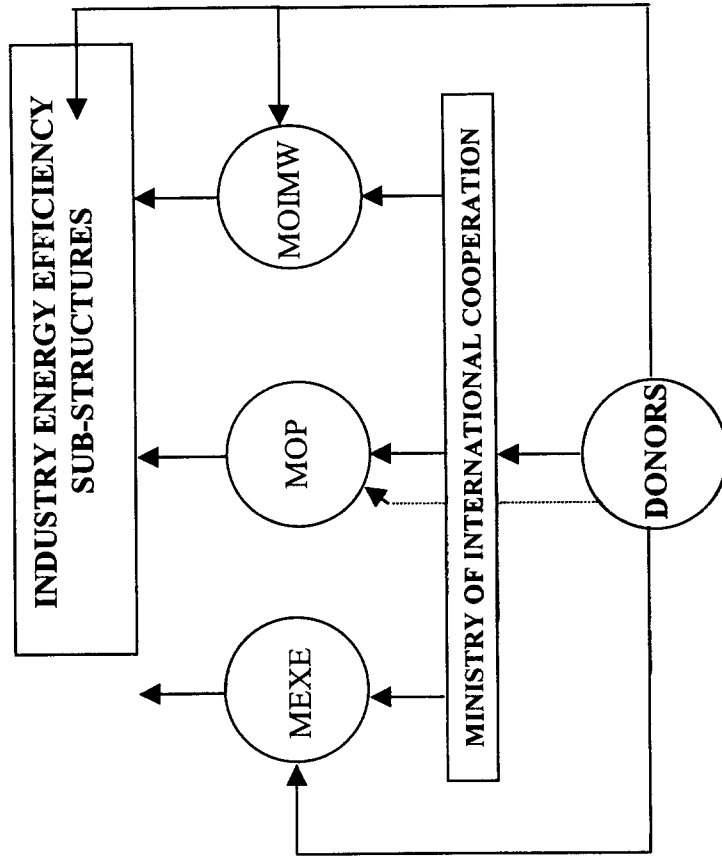 INDUSTRY ENERGY EFFICIENCY
SUB-STRUCTURES
MEXE
MOP
MOIMW
MINISTRY OF INTERNATIONAL COOPERATION
DONORS